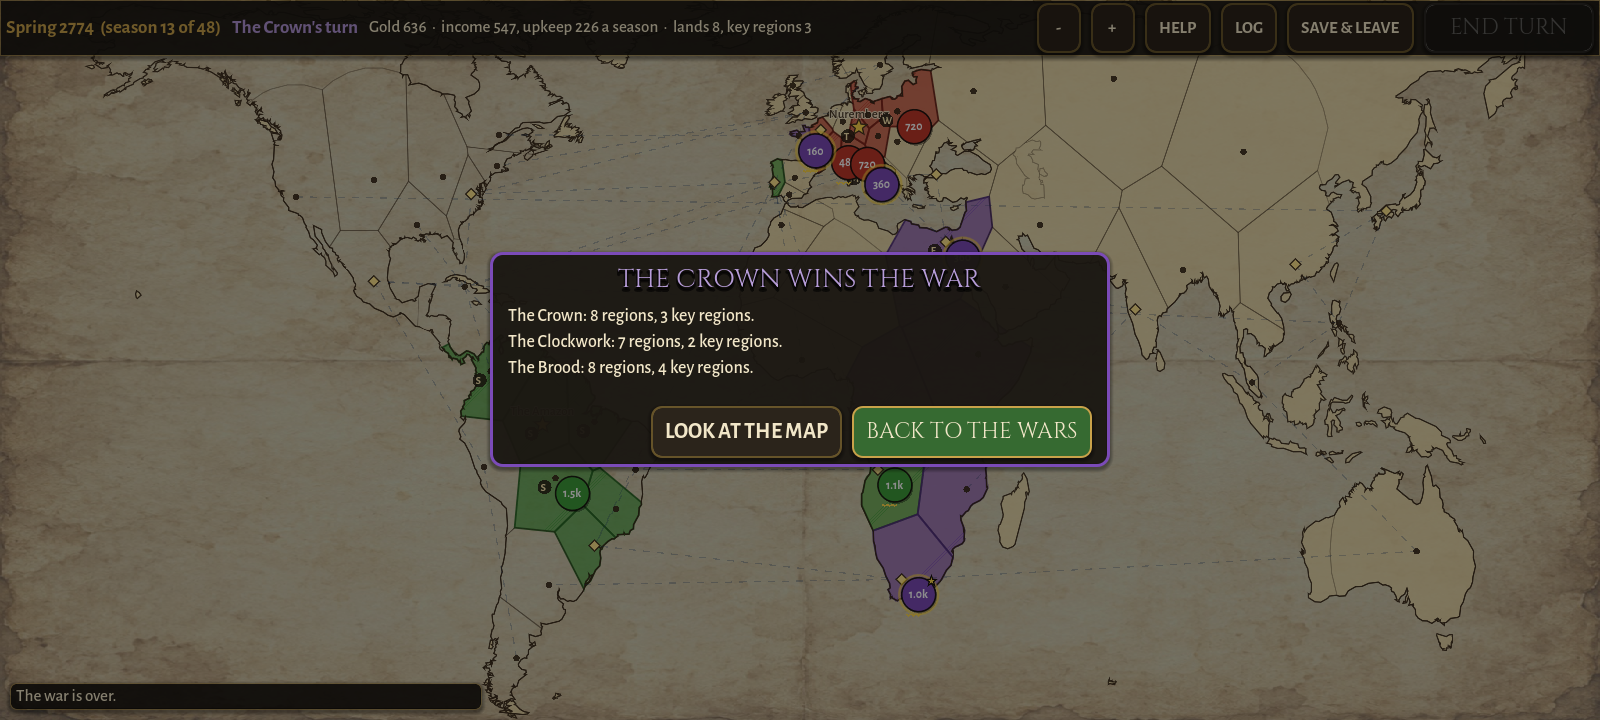 Spring 2774 (season 13 of 48) The Crown's turn Gold 636 · income 547, upkeep 226 a season · lands 8, key regions 3
- + HELP LOG SAVE & LEAVE END TURN
W
720
T
160
48
720
360
THE CROWN WINS THE WAR
The Crown: 8 regions, 3 key regions.
The Clockwork: 7 regions, 2 key regions.
The Brood: 8 regions, 4 key regions.
S
LOOK AT THE MAP
BACK TO THE WARS
S
1.5k
1.1k
1.0k
The war is over.